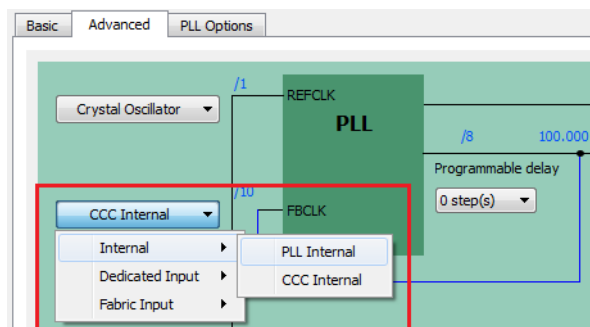 Basic Advanced PLL Options
/1
Crystal Oscillator
REFCLK
PLL
/8 100.000
Programmable delay
0 step(s)
/10
CCC Internal
FBCLK
Internal
PLL Internal
Dedicated Input
CCC Internal
Fabric Input